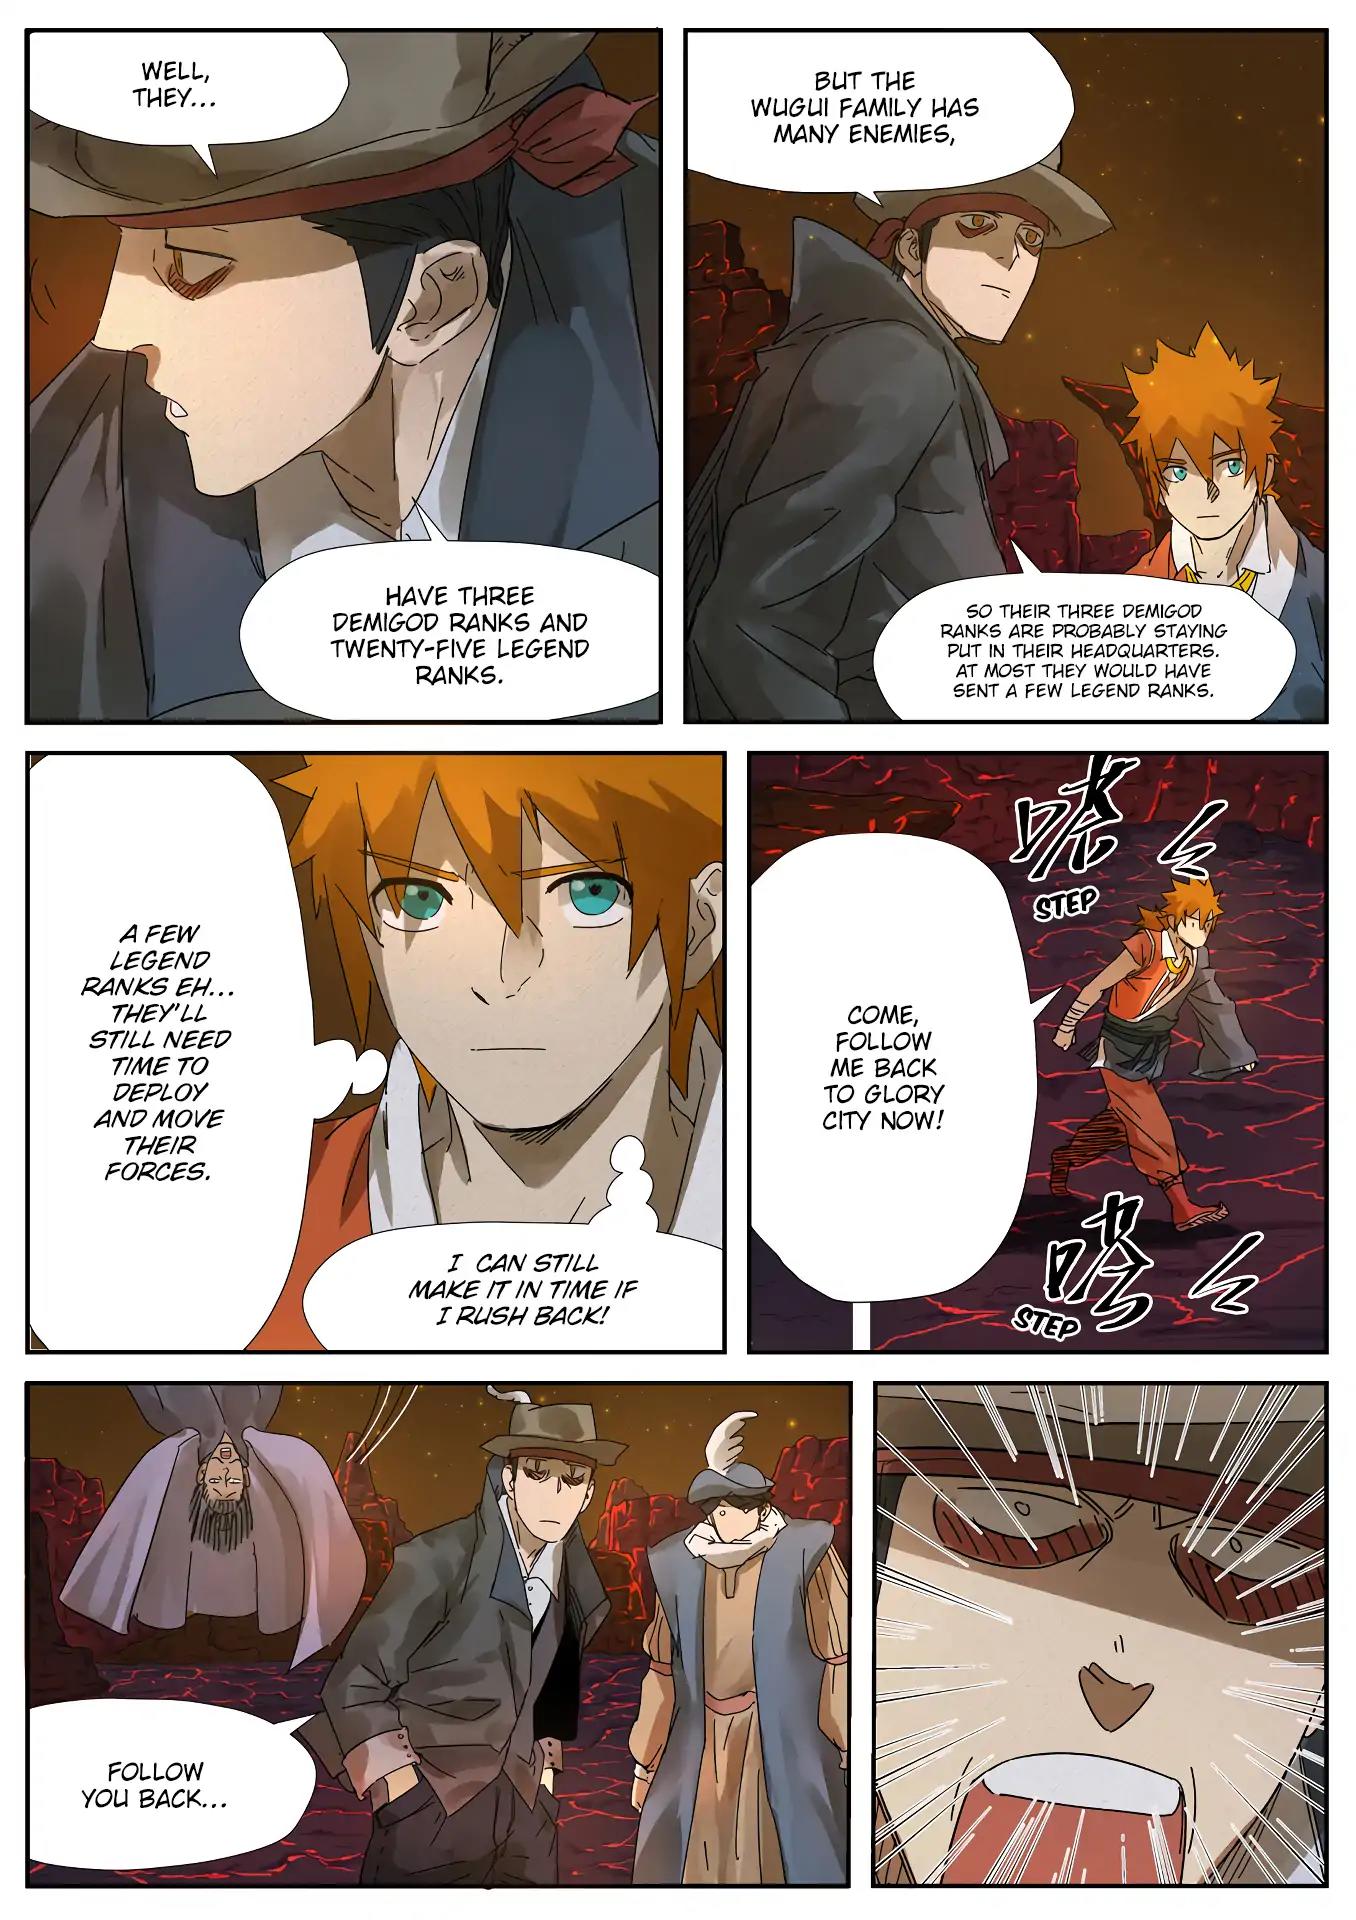 WELL,
THEY...
HAVE THREE
DEMIGOD RANKS AND
TWENTY-FIVE LEGEND
RANKS.
BUT THE
WUGUI FAMILY HAS
MANY ENEMIES,
SO THEIR THREE DEMIGOD
RANKS ARE PROBABLY STAYING
PUT IN THEIR HEADQUARTERS.
AT MOST THEY WOULD HAVE
SENT A FEW LEGEND RANKS.
A FEW
LEGEND
RANKS EH...
THEY'LL
STILL NEED
TIME TO
DEPLOY
AND MOVE
THEIR
FORCES.
I CAN STILL
MAKE IT IN TIME IF
I RUSH BACK!
STEP
COME,
FOLLOW
ME BACK
TO GLORY
CITY NOW!
STEP
FOLLOW
YOU BACK...